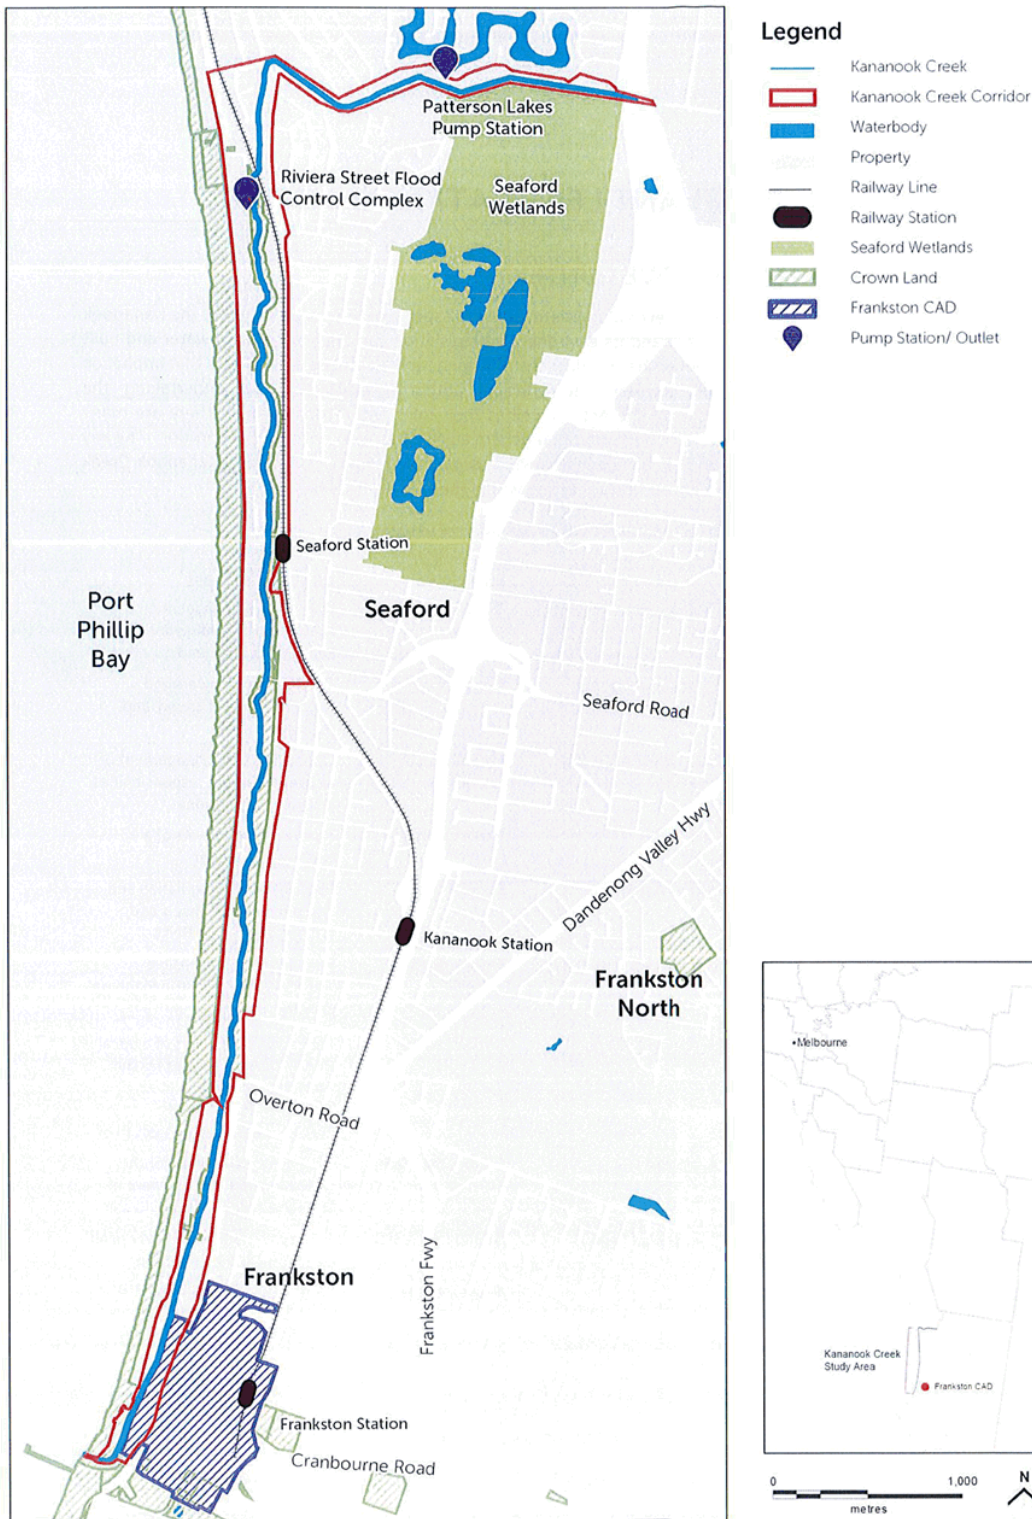 Patterson Lakes
Pump Station
Riviera Street Flood
Control Complex
Seaford
Wetlands
Seaford Station
Port
Phillip
Bay
Seaford
Seaford Road
Dandenong Valley Hwy
Kananook Station
Frankston
North
Overton Road
Frankston
Frankston Fwy
Frankston Station
Cranbourne Road
Legend
Kananook Creek
Kananook Creek Corridor
Waterbody
Property
Railway Line
Railway Station
Seaford Wetlands
Crown Land
Frankston CAD
Pump Station/ Outlet
Melbourne
Kananook Creek
Study Area
Frankston CAD
0 1,000
metres
N